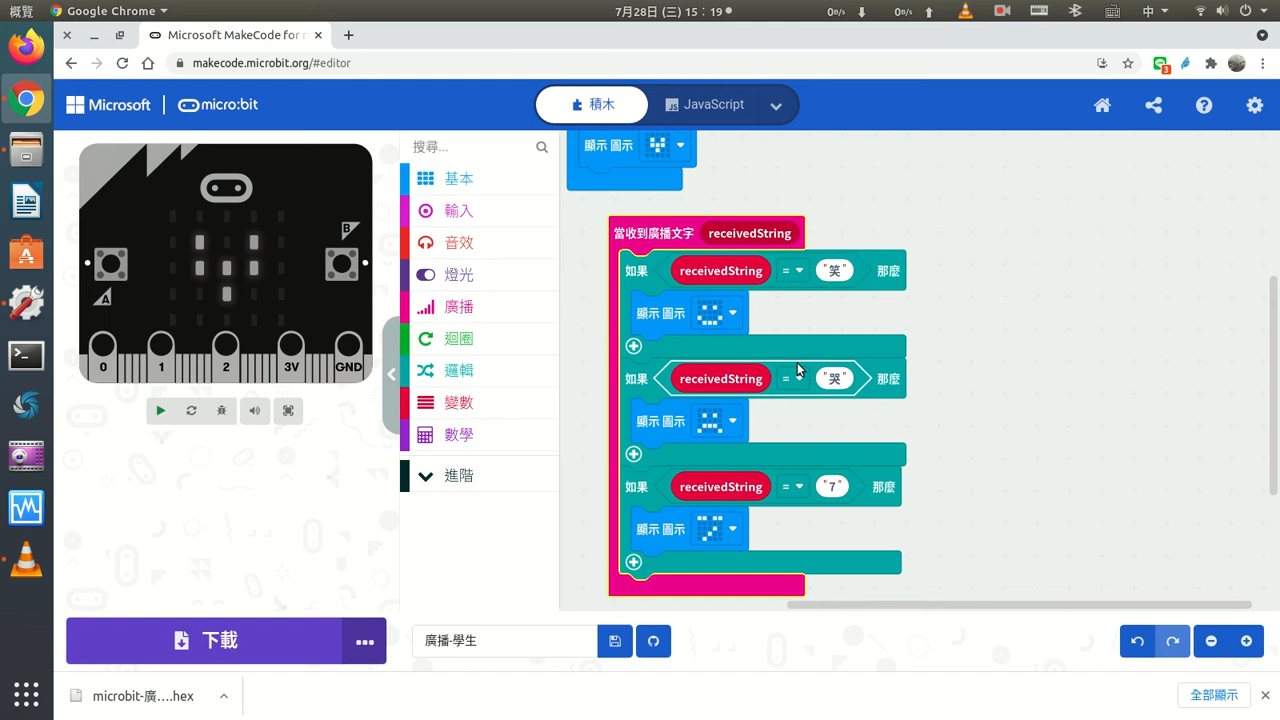 概覽 Google Chrome 7月28日 (三) 15：19 0B/s 0B/s 中
Microsoft MakeCode for m
makecode.microbit.org/#editor 3
Microsoft micro:bit 積木 JS JavaScript
搜尋...
基本
輸入
音效
燈光
廣播
迴圈
邏輯
變數
數學
進階
A
B
0 1 2 3V GND
顯示 圖示
當收到廣播文字 receivedString
如果 receivedString = "笑" 那麼
顯示 圖示
如果 receivedString = "哭" 那麼
顯示 圖示
如果 receivedString = "7" 那麼
顯示 圖示
下載 廣播-學生
microbit-廣....hex 全部顯示